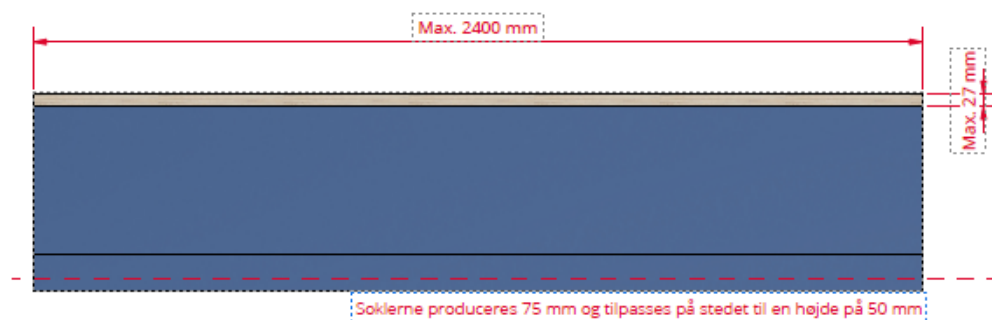 Max. 2400 mm
Max. 27 mm
Soklerne produceres 75 mm og tilpasses på stedet til en højde på 50 mm